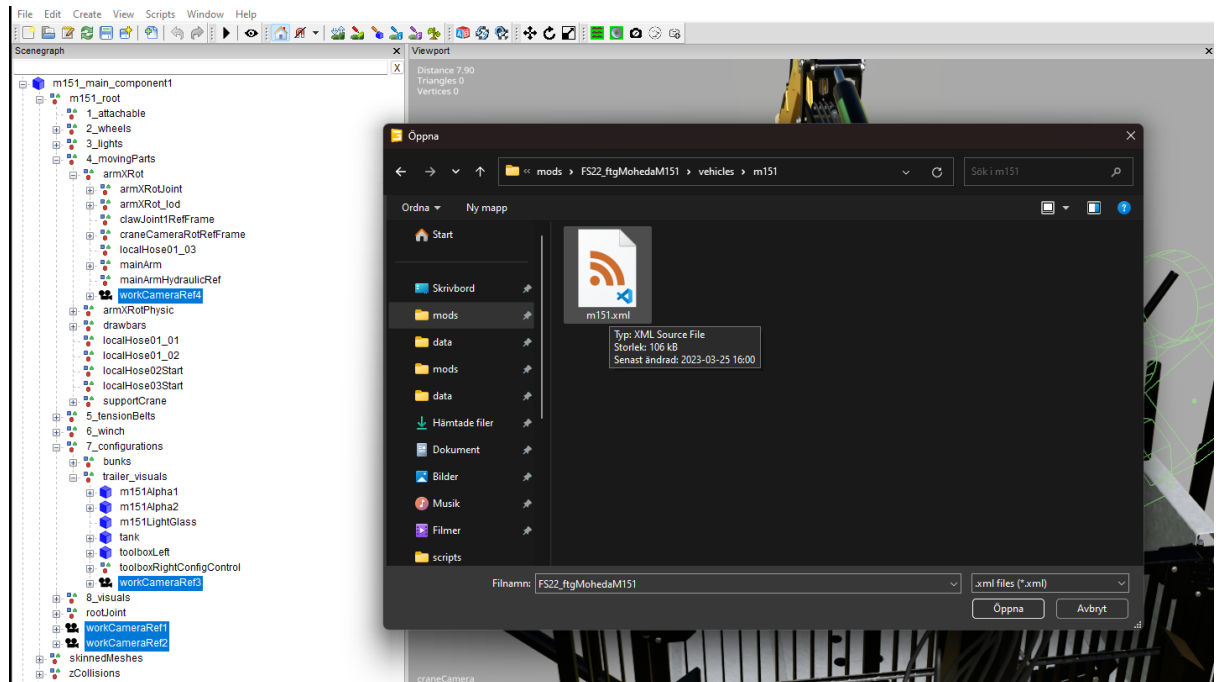 File Edit Create View Scripts Window Help
Scenegraph
x
Viewport
x
X
m151_main_component1
m151_root
1_attachable
2_wheels
3_lights
4_movingParts
armXRot
armXRotJoint
armXRot_lod
clawJoint1RefFrame
craneCameraRotRefFrame
localHose01_03
mainArm
mainArmHydraulicRef
workCameraRef4
armXRotPhysic
drawbars
localHose01_01
localHose01_02
localHose02Start
localHose03Start
supportCrane
5_tensionBelts
6_winch
7_configurations
bunks
trailer_visuals
m151Alpha1
m151Alpha2
m151LightGlass
tank
toolboxLeft
toolboxRightConfigControl
workCameraRef3
8_visuals
rootJoint
workCameraRef1
workCameraRef2
skinnedMeshes
zCollisions
Distance 7.90
Triangles 0
Vertices 0
Öppna
« mods › FS22_ftgMohedaM151 › vehicles › m151
Sök i m151
Ordna Ny mapp
Start
Skrivbord
mods
data
mods
data
Hämtade filer
Dokument
Bilder
Musik
Filmer
scripts
m151.xml
Typ: XML Source File
Storlek: 106 kB
Senast ändrad: 2023-03-25 16:00
Filnamn: FS22_ftgMohedaM151
.xml files (*.xml)
Öppna Avbryt
craneCamera